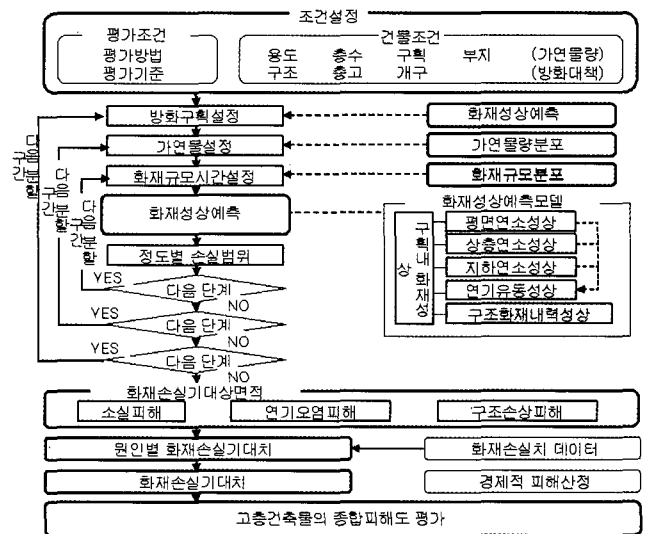 조건설정
평가조건
평가방법
평가기준
건물조건
용도 층수 구획 부지 (가연물량)
구조 층고 개구 (방화대책)
방화구획설정
화재성상예측
가연물설정
가연물량분포
화재규모시간설정
화재규모분포
다음
구간분할
다음
구간분할
다음
구간분할
화재성상예측
정도별 손실범위
화재성상예측모델
구획내 화재성상
평면연소성상
상층연소성상
지하연소성상
연기유동성상
구조화재내력성상
YES
다음 단계
NO
YES
다음 단계
NO
YES
다음 단계
NO
화재손실기대상면적
소실피해 연기오염피해 구조손상피해
원인별 화재손실기대치
화재손실치 데이터
화재손실기대치
경제적 피해산정
고층건축물의 종합피해도 평가